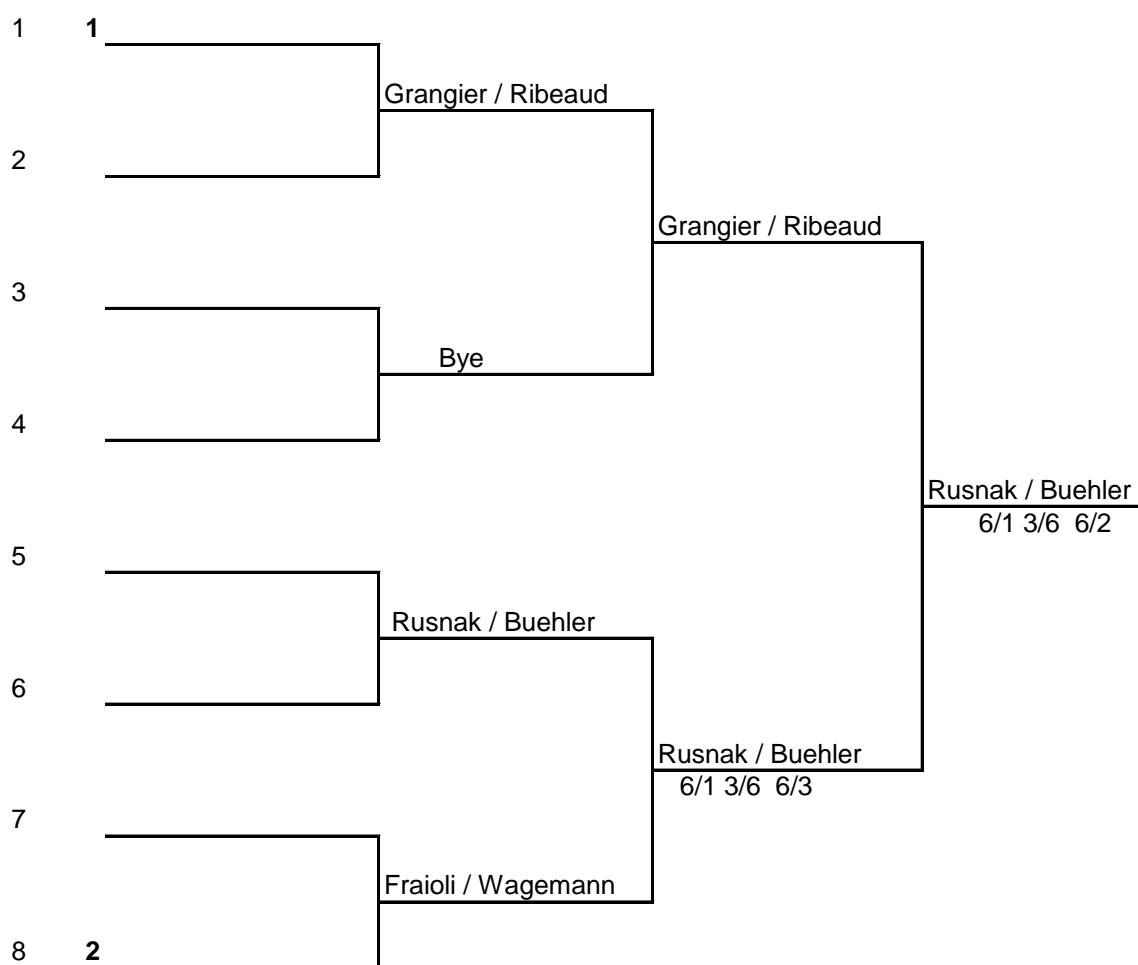 1 1
Grangier / Ribeaud
2
Grangier / Ribeaud
3
Bye
4
Rusnak / Buehler
6/1 3/6 6/2
5
Rusnak / Buehler
6
Rusnak / Buehler
6/1 3/6 6/3
7
Fraioli / Wagemann
8 2